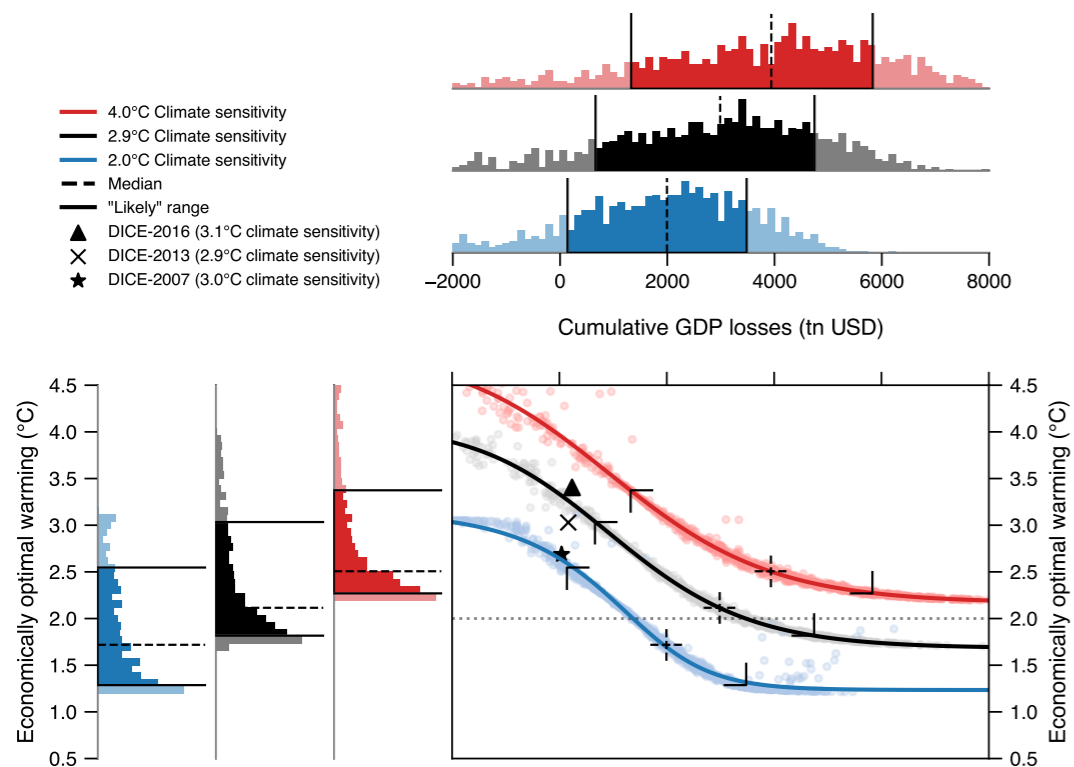 4.0°C Climate sensitivity
2.9°C Climate sensitivity
2.0°C Climate sensitivity
Median
"Likely" range
DICE-2016 (3.1°C climate sensitivity)
DICE-2013 (2.9°C climate sensitivity)
DICE-2007 (3.0°C climate sensitivity)
−2000 0 2000 4000 6000 8000
Cumulative GDP losses (tn USD)
Economically optimal warming (°C)
4.5
4.0
3.5
3.0
2.5
2.0
1.5
1.0
0.5
4.5
4.0
3.5
3.0
2.5
2.0
1.5
1.0
0.5
Economically optimal warming (°C)